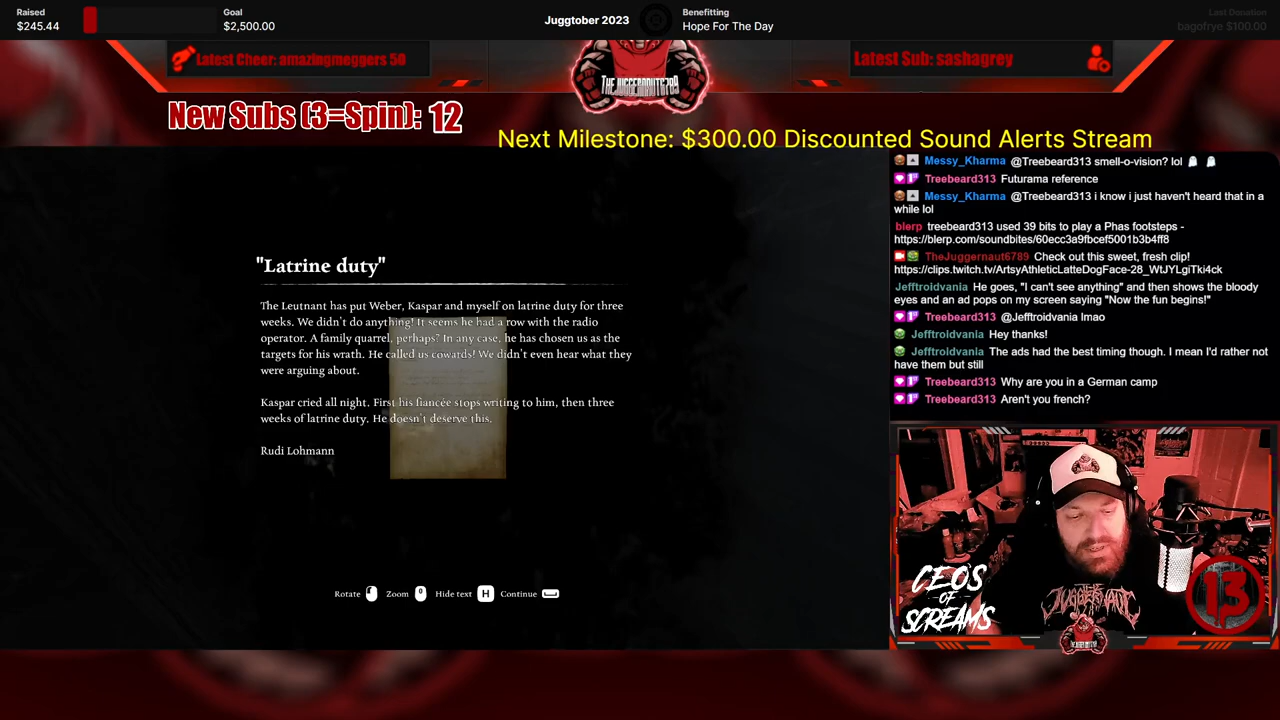 Raised
$245.44
Goal
$2,500.00
Juggtober 2023
Benefitting
Hope For The Day
Last Donation
bagofrye $100.00
Latest Cheer: amazingmeggers 50
THEJUGGERNAUT6789
Latest Sub: sashagrey
New Subs (3=Spin): 12
Next Milestone: $300.00 Discounted Sound Alerts Stream
"Latrine duty"
The Leutnant has put Weber, Kaspar and myself on latrine duty for three
weeks. We didn't do anything! It seems he had a row with the radio
operator. A family quarrel, perhaps? In any case, he has chosen us as the
targets for his wrath. He called us cowards! We didn't even hear what they
were arguing about.
Kaspar cried all night. First his fiancée stops writing to him, then three
weeks of latrine duty. He doesn't deserve this.
Rudi Lohmann
Rotate
Zoom
Hide text H
Continue
Messy_Kharma @Treebeard313 smell-o-vision? lol
Treebeard313 Futurama reference
Messy_Kharma @Treebeard313 i know i just haven't heard that in a
while lol
blerp treebeard313 used 39 bits to play a Phas footsteps -
https://blerp.com/soundbites/60ecc3a9fbcef5001b3b4ff8
TheJuggernaut6789 Check out this sweet, fresh clip!
https://clips.twitch.tv/ArtsyAthleticLatteDogFace-28_WtJYLgiTki4ck
Jefftroidvania He goes, "I can't see anything" and then shows the bloody
eyes and an ad pops on my screen saying "Now the fun begins!"
Treebeard313 @Jefftroidvania lmao
Jefftroidvania Hey thanks!
Jefftroidvania The ads had the best timing though. I mean I'd rather not
have them but still
Treebeard313 Why are you in a German camp
Treebeard313 Aren't you french?
CEOS
OF
SCREAMS
JUGGERNAUT
13